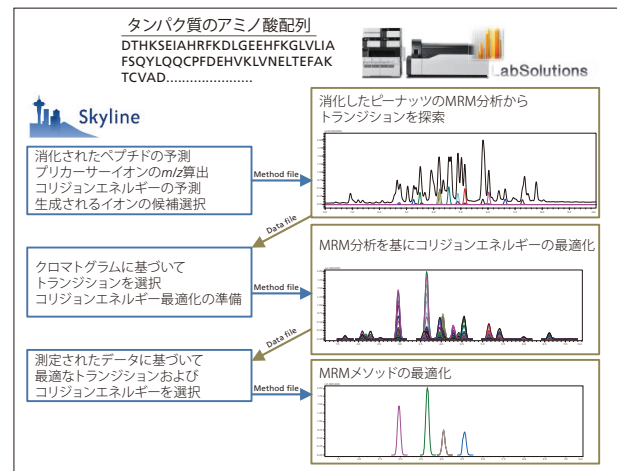 タンパク質のアミノ酸配列
DTHKSEIAHRFKDLGEEHFKGLVLIA
FSQYLQQCPFDEHVKLVNELTEFAK
TCVAD......................
LabSolutions
Skyline
消化したピーナッツのMRM分析から
トランジションを探索
消化されたペプチドの予測
プリカーサーイオンのm/z算出
コリジョンエネルギーの予測
生成されるイオンの候補選択
Method file
Data file
MRM分析を基にコリジョンエネルギーの最適化
クロマトグラムに基づいて
トランジションを選択
コリジョンエネルギー最適化の準備
Method file
Data file
測定されたデータに基づいて
最適なトランジションおよび
コリジョンエネルギーを選択
Method file
MRMメソッドの最適化